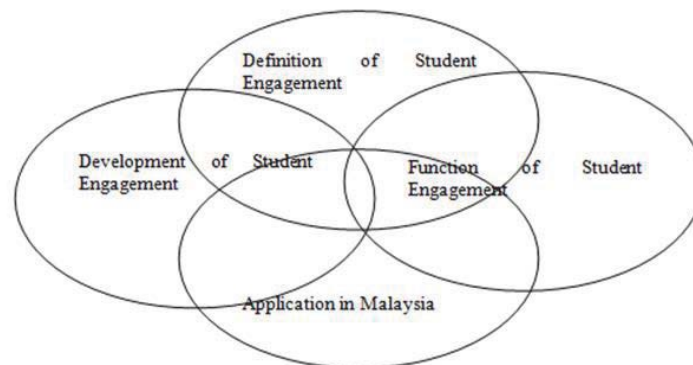 Definition of Student
Engagement
Development of Student
Engagement
Function of Student
Engagement
Application in Malaysia